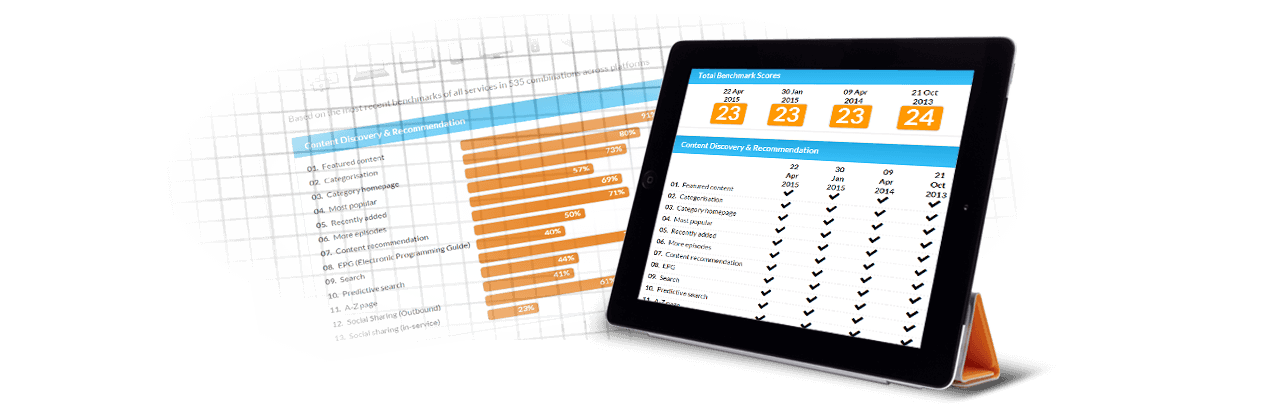 Based on the most recent benchmarks of all services in 535 combinations across platforms
Content Discovery & Recommendation
01. Featured content
02. Categorisation
03. Category homepage
04. Most popular
05. Recently added
06. More episodes
07. Content recommendation
08. EPG (Electronic Programming Guide)
09. Search
10. Predictive search
11. A-Z page
12. Social Sharing (Outbound)
13. Social sharing (in-service)
91%
80%
73%
57%
69%
71%
50%
40%
44%
41%
61%
23%
Total Benchmark Scores
22 Apr 2015
30 Jan 2015
09 Apr 2014
21 Oct 2013
23 23 23 24
Content Discovery & Recommendation
22 Apr 2015
30 Jan 2015
09 Apr 2014
21 Oct 2013
01. Featured content
02. Categorisation
03. Category homepage
04. Most popular
05. Recently added
06. More episodes
07. Content recommendation
08. EPG
09. Search
10. Predictive search
11. A-Z page